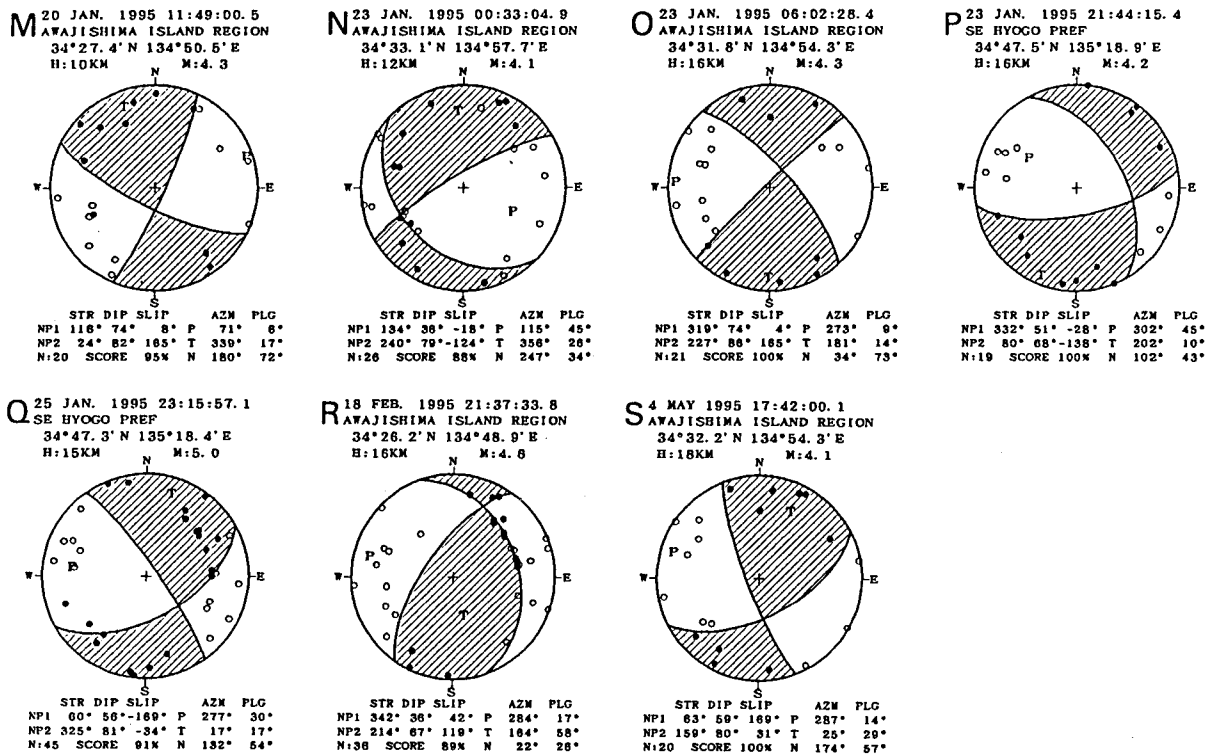 M 20 JAN. 1995 11:49:00.5
AWAJISHIMA ISLAND REGION
34°27.4'N 134°50.5'E
H:10KM M:4.3
N
T
P
W
E
S
STR DIP SLIP AZM PLG
NP1 116° 74° 8° P 71° 6°
NP2 24° 82° 165° T 339° 17°
N:20 SCORE 95% N 180° 72°
N 23 JAN. 1995 00:33:04.9
AWAJISHIMA ISLAND REGION
34°33.1'N 134°57.7'E
H:12KM M:4.1
N
T
W
E
P
S
STR DIP SLIP AZM PLG
NP1 134° 36° -18° P 115° 45°
NP2 240° 79° -124° T 356° 26°
N:26 SCORE 88% N 247° 34°
O 23 JAN. 1995 06:02:28.4
AWAJISHIMA ISLAND REGION
34°31.8'N 134°54.3'E
H:16KM M:4.3
N
P
W
E
T
S
STR DIP SLIP AZM PLG
NP1 319° 74° 4° P 273° 9°
NP2 227° 86° 165° T 181° 14°
N:21 SCORE 100% N 34° 73°
P 23 JAN. 1995 21:44:15.4
SE HYOGO PREF
34°47.5'N 135°18.9'E
H:16KM M:4.2
N
P
W
E
T
S
STR DIP SLIP AZM PLG
NP1 332° 51° -28° P 302° 45°
NP2 80° 68° -138° T 202° 10°
N:19 SCORE 100% N 102° 43°
Q 25 JAN. 1995 23:15:57.1
SE HYOGO PREF
34°47.3'N 135°18.4'E
H:15KM M:5.0
N
T
P
W
E
S
STR DIP SLIP AZM PLG
NP1 60° 56° -169° P 277° 30°
NP2 325° 81° -34° T 17° 17°
N:45 SCORE 91% N 132° 54°
R 18 FEB. 1995 21:37:33.8
AWAJISHIMA ISLAND REGION
34°26.2'N 134°48.9'E
H:16KM M:4.6
N
P
W
E
T
S
STR DIP SLIP AZM PLG
NP1 342° 36° 42° P 284° 17°
NP2 214° 67° 119° T 164° 58°
N:36 SCORE 89% N 22° 26°
S 4 MAY 1995 17:42:00.1
AWAJISHIMA ISLAND REGION
34°32.2'N 134°54.3'E
H:18KM M:4.1
N
T
P
W
E
S
STR DIP SLIP AZM PLG
NP1 63° 59° 169° P 287° 14°
NP2 159° 80° 31° T 25° 29°
N:20 SCORE 100% N 174° 57°